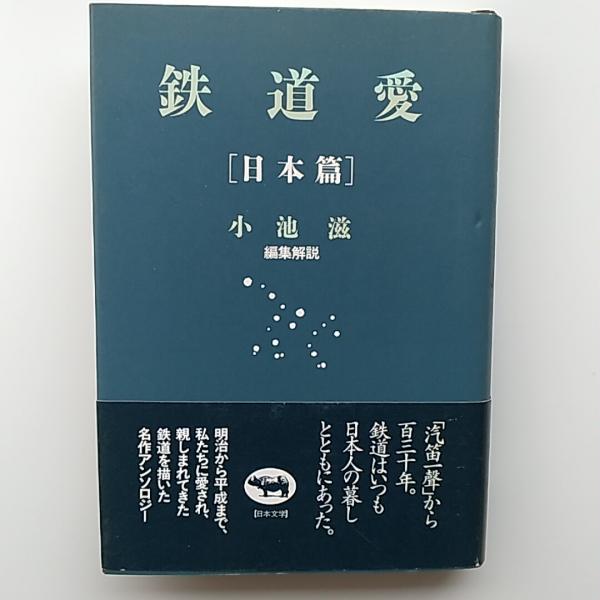 鉄道愛
[日本篇]
小池滋
編集解説
「汽笛一聲」から
百三十年。
鉄道はいつも
日本人の暮し
とともにあった。
明治から平成まで、
私たちに愛され、
親しまれてきた
鉄道を描いた
名作アンソロジー
[日本文学]